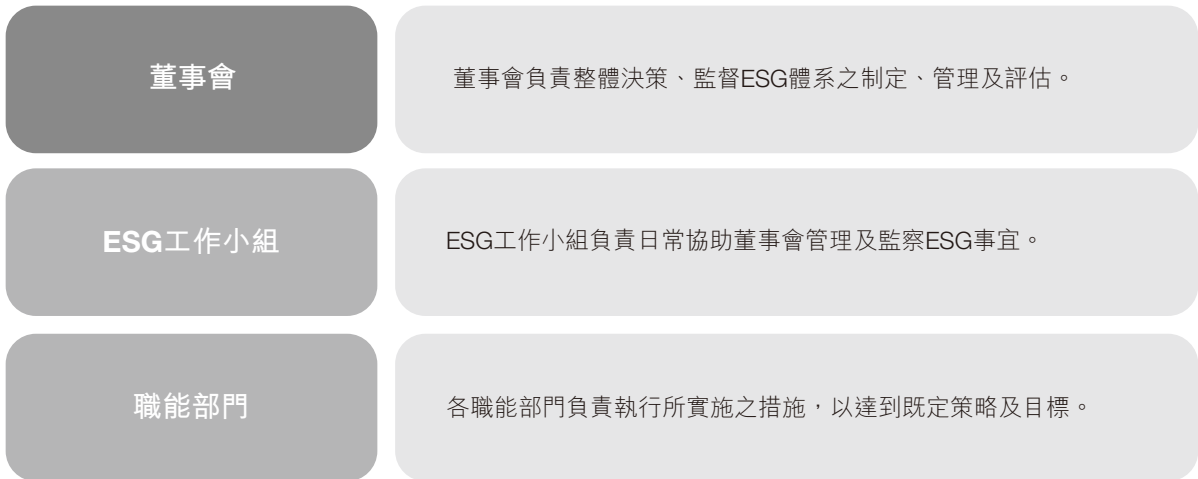 董事會
董事會負責整體決策、監督ESG體系之制定、管理及評估。
ESG工作小組
ESG工作小組負責日常協助董事會管理及監察ESG事宜。
職能部門
各職能部門負責執行所實施之措施，以達到既定策略及目標。